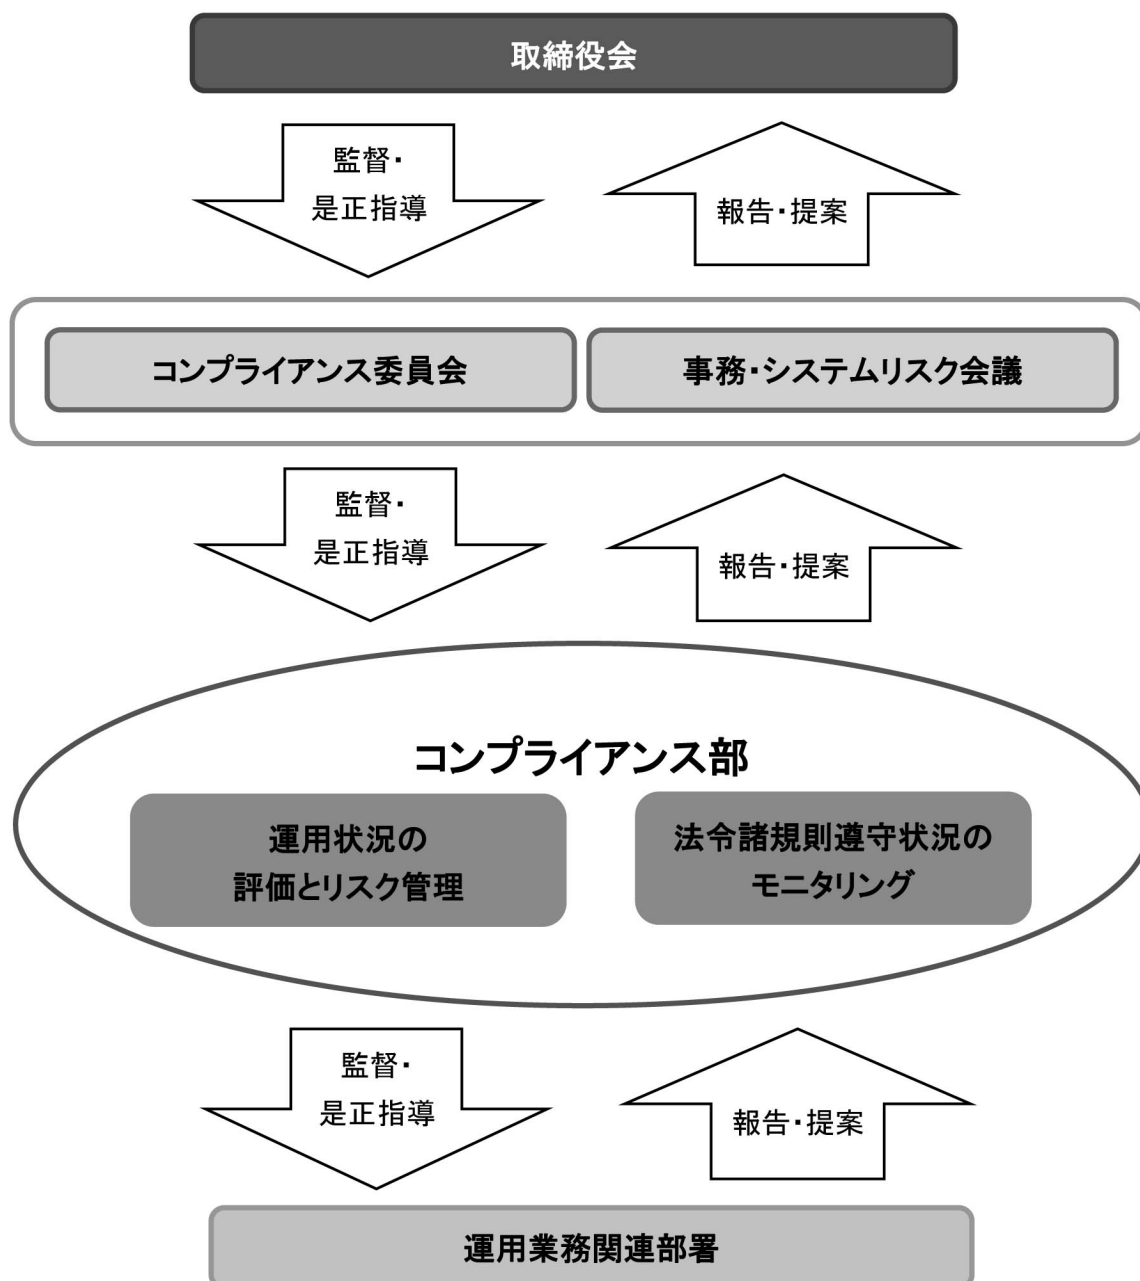 取締役会
監督・
是正指導
報告・提案
コンプライアンス委員会
事務・システムリスク会議
監督・
是正指導
報告・提案
コンプライアンス部
運用状況の
評価とリスク管理
法令諸規則遵守状況の
モニタリング
監督・
是正指導
報告・提案
運用業務関連部署